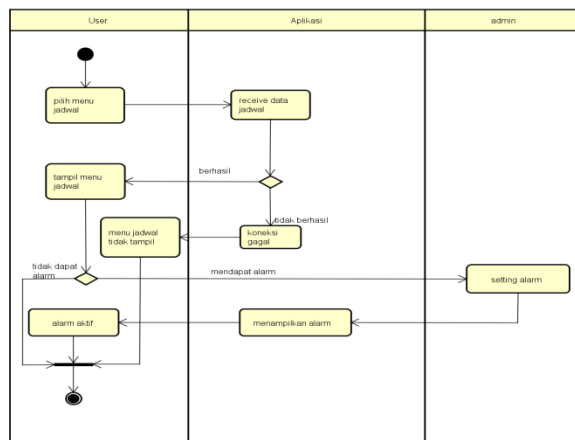 User
Aplikasi
admin
pilih menu
jadwal
receive data
jadwal
tampil menu
jadwal
berhasil
tidak berhasil
menu jadwal
tidak tampil
koneksi
gagal
tidak dapat
alarm
mendapat alarm
setting alarm
alarm aktif
menampilkan alarm